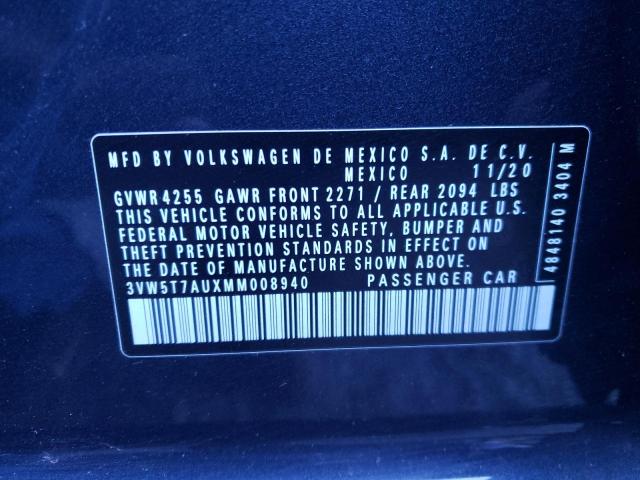 MFD BY VOLKSWAGEN DE MEXICO S.A. DE C.V.
MEXICO 11/20
GVWR 4255 GAWR FRONT 2271 / REAR 2094 LBS
THIS VEHICLE CONFORMS TO ALL APPLICABLE U.S.
FEDERAL MOTOR VEHICLE SAFETY, BUMPER AND
THEFT PREVENTION STANDARDS IN EFFECT ON
THE DATE OF MANUFACTURE SHOWN ABOVE.
3VW5T7AUXMM008940 PASSENGER CAR
4848140 3404 M